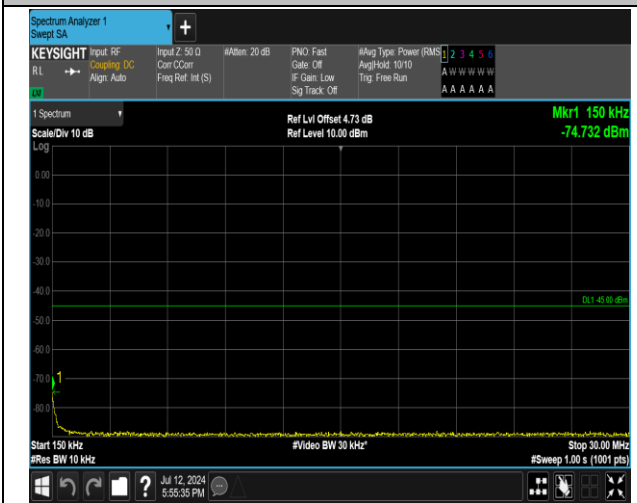 Spectrum Analyzer 1
Swept SA
+
KEYSIGHT
RL
LXI
Input: RF
Coupling: DC
Align: Auto
Input Z: 50 Ω
Corr CCorr
Freq Ref: Int (S)
#Atten: 20 dB
PNO: Fast
Gate: Off
IF Gain: Low
Sig Track: Off
#Avg Type: Power (RMS
Avg|Hold: 10/10
Trig: Free Run
1 2 3 4 5 6
A W W W W W
A A A A A A
1 Spectrum
Scale/Div 10 dB
Log
Ref Lvl Offset 4.73 dB
Ref Level 10.00 dBm
Mkr1 150 kHz
-74.732 dBm
0.00
-10.0
-20.0
-30.0
-40.0
DL1 -45.00 dBm
-50.0
-60.0
-70.0
1
-80.0
Start 150 kHz
#Video BW 30 kHz*
Stop 30.00 MHz
#Res BW 10 kHz
#Sweep 1.00 s (1001 pts)
?
Jul 12, 2024
5:55:35 PM